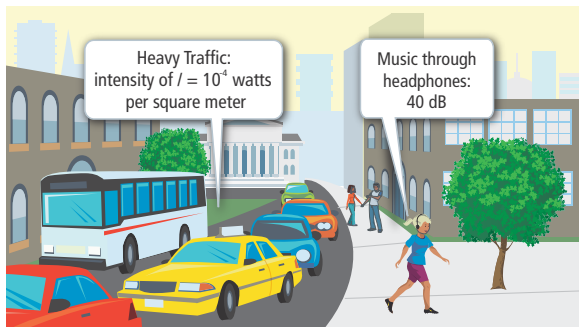 Heavy Traffic:
intensity of I = 10⁻⁴ watts
per square meter
Music through
headphones:
40 dB